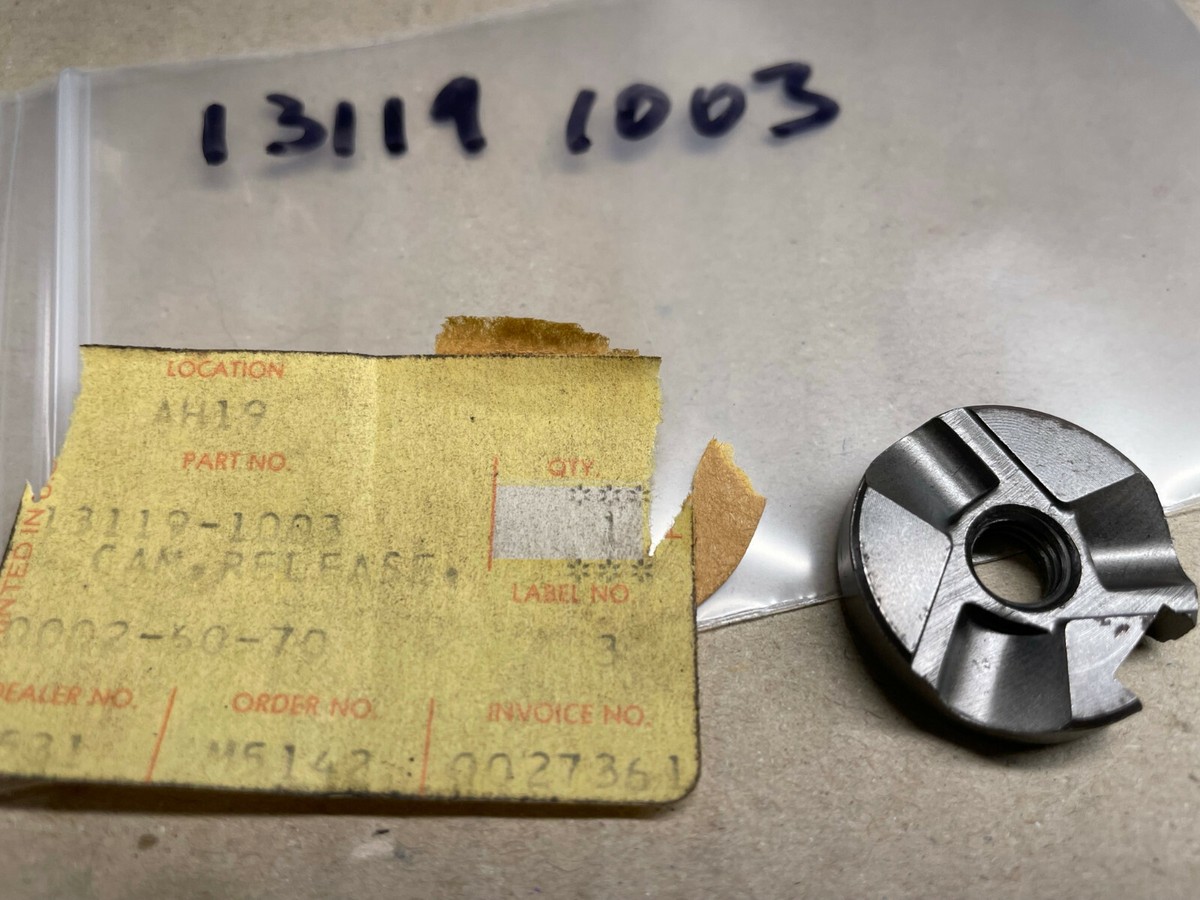 13119 1003
LOCATION
AH19
PART NO. QTY
***
13119-1003 1
CAM.RELEASE. ***
LABEL NO.
0002-60-70 3
DEALER NO. ORDER NO. INVOICE NO.
531 M5142 0027361